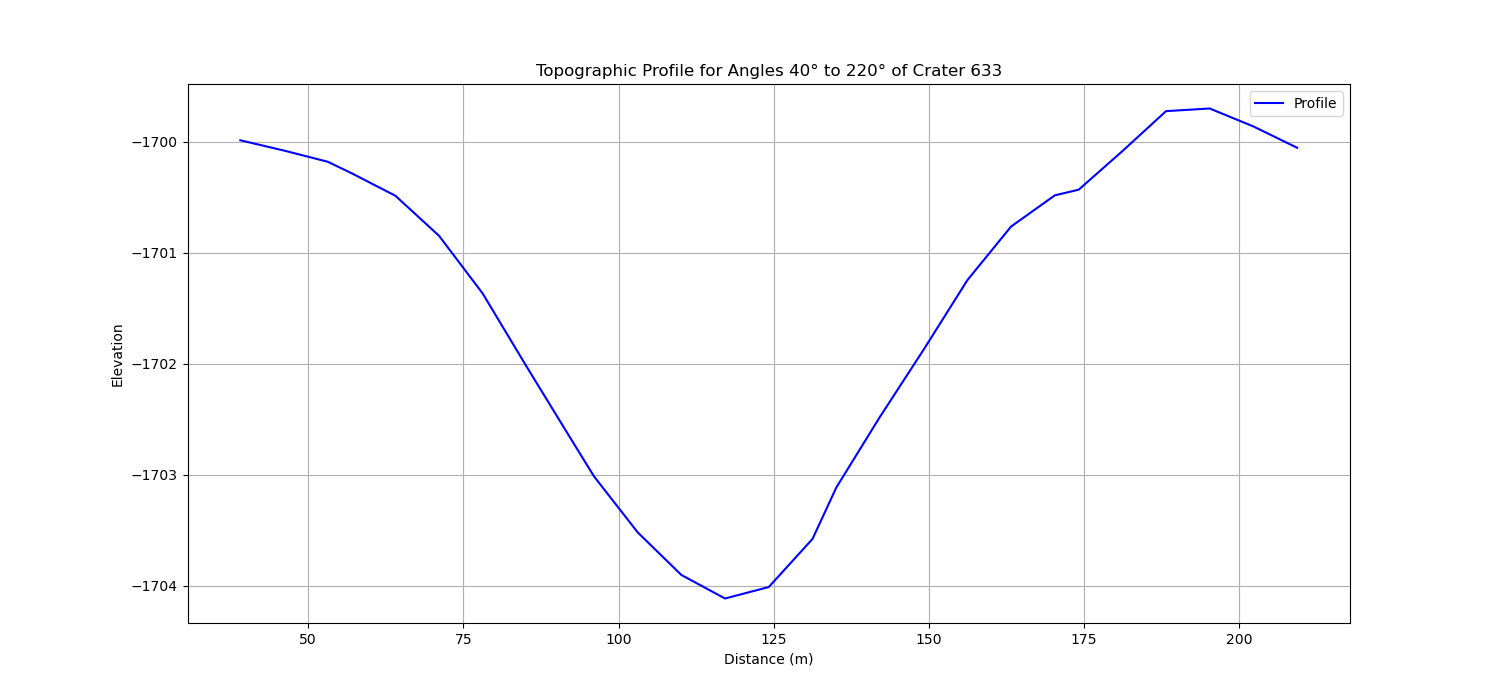 Topographic Profile for Angles 40° to 220° of Crater 633
Profile
−1700
−1701
−1702
−1703
−1704
Elevation
50 75 100 125 150 175 200
Distance (m)